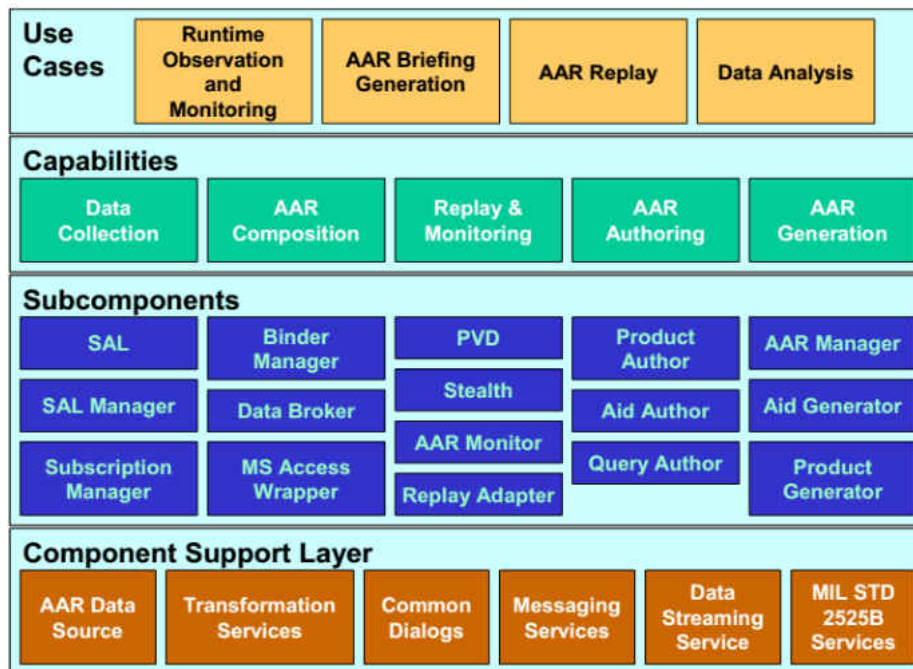 Use
Cases
Runtime
Observation
and
Monitoring
AAR Briefing
Generation
AAR Replay
Data Analysis
Capabilities
Data
Collection
AAR
Composition
Replay &
Monitoring
AAR
Authoring
AAR
Generation
Subcomponents
SAL
SAL Manager
Subscription
Manager
Binder
Manager
Data Broker
MS Access
Wrapper
PVD
Stealth
AAR Monitor
Replay Adapter
Product
Author
Aid Author
Query Author
AAR Manager
Aid Generator
Product
Generator
Component Support Layer
AAR Data
Source
Transformation
Services
Common
Dialogs
Messaging
Services
Data
Streaming
Service
MIL STD
2525B
Services